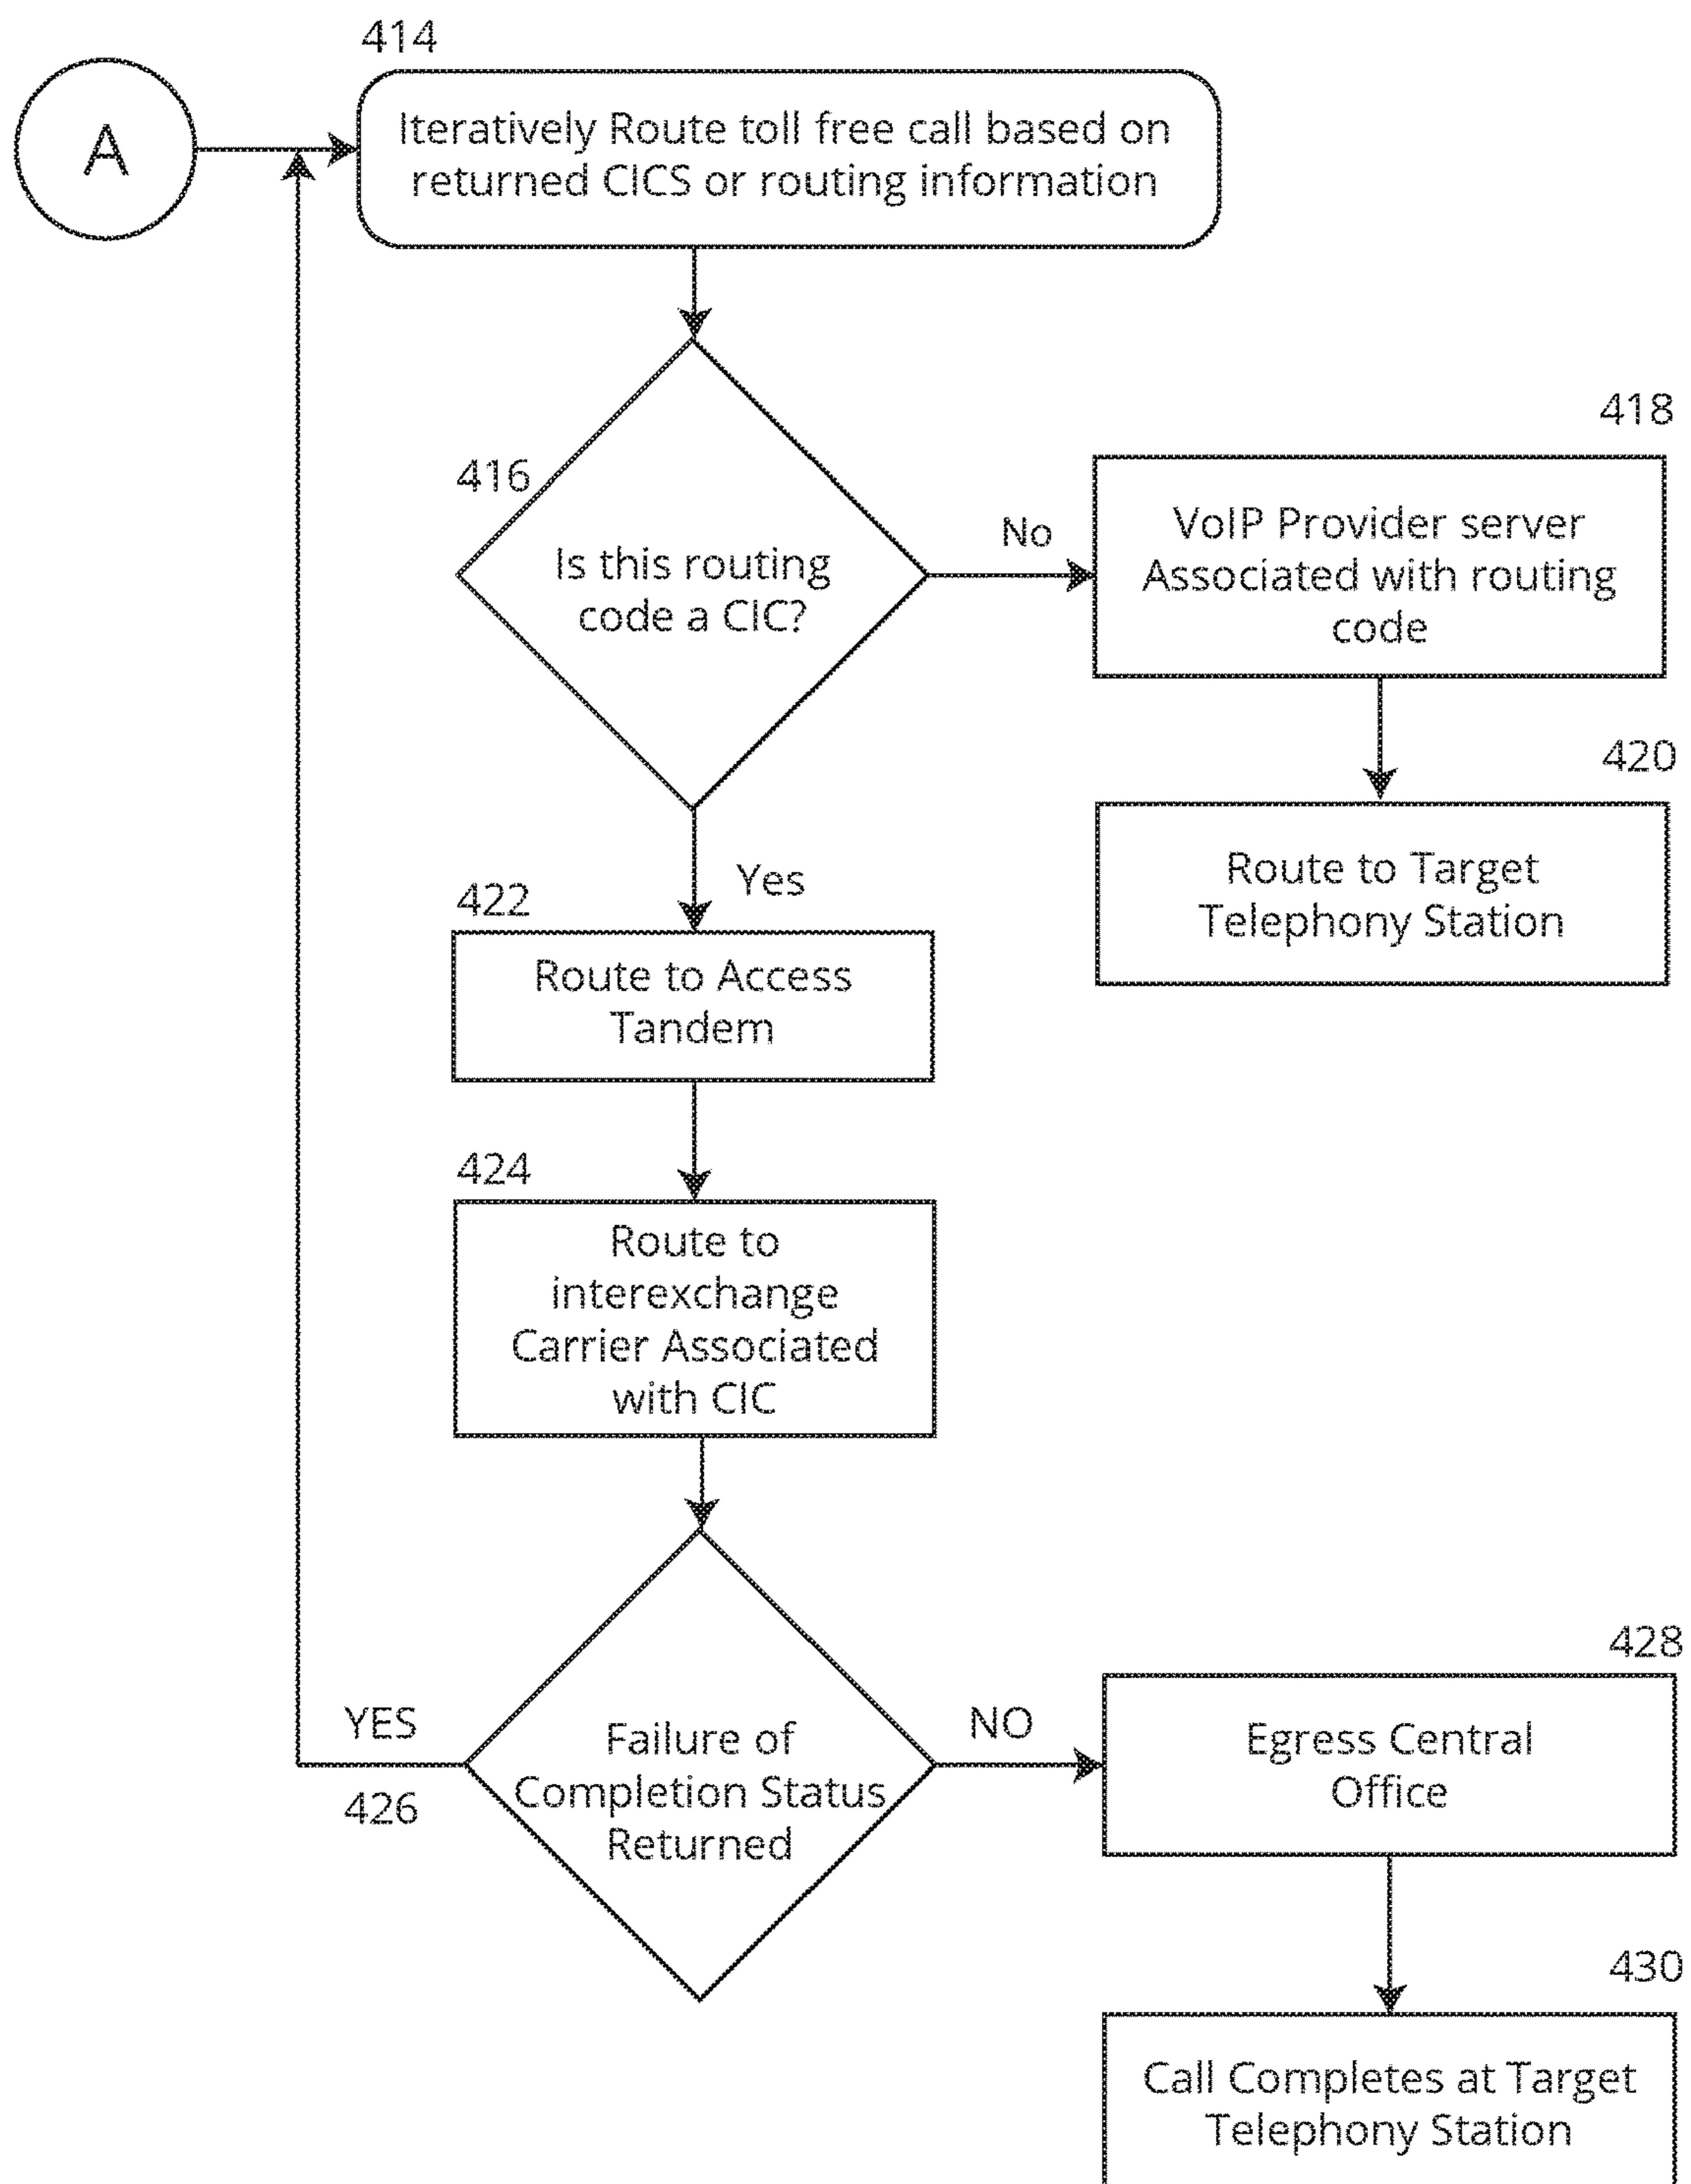 414
A
Iteratively Route toll free call based on
returned CICS or routing information
416
Is this routing
code a CIC?
No
418
VoIP Provider server
Associated with routing
code
420
Route to Target
Telephony Station
Yes
422
Route to Access
Tandem
424
Route to
interexchange
Carrier Associated
with CIC
YES
426
Failure of
Completion Status
Returned
NO
428
Egress Central
Office
430
Call Completes at Target
Telephony Station